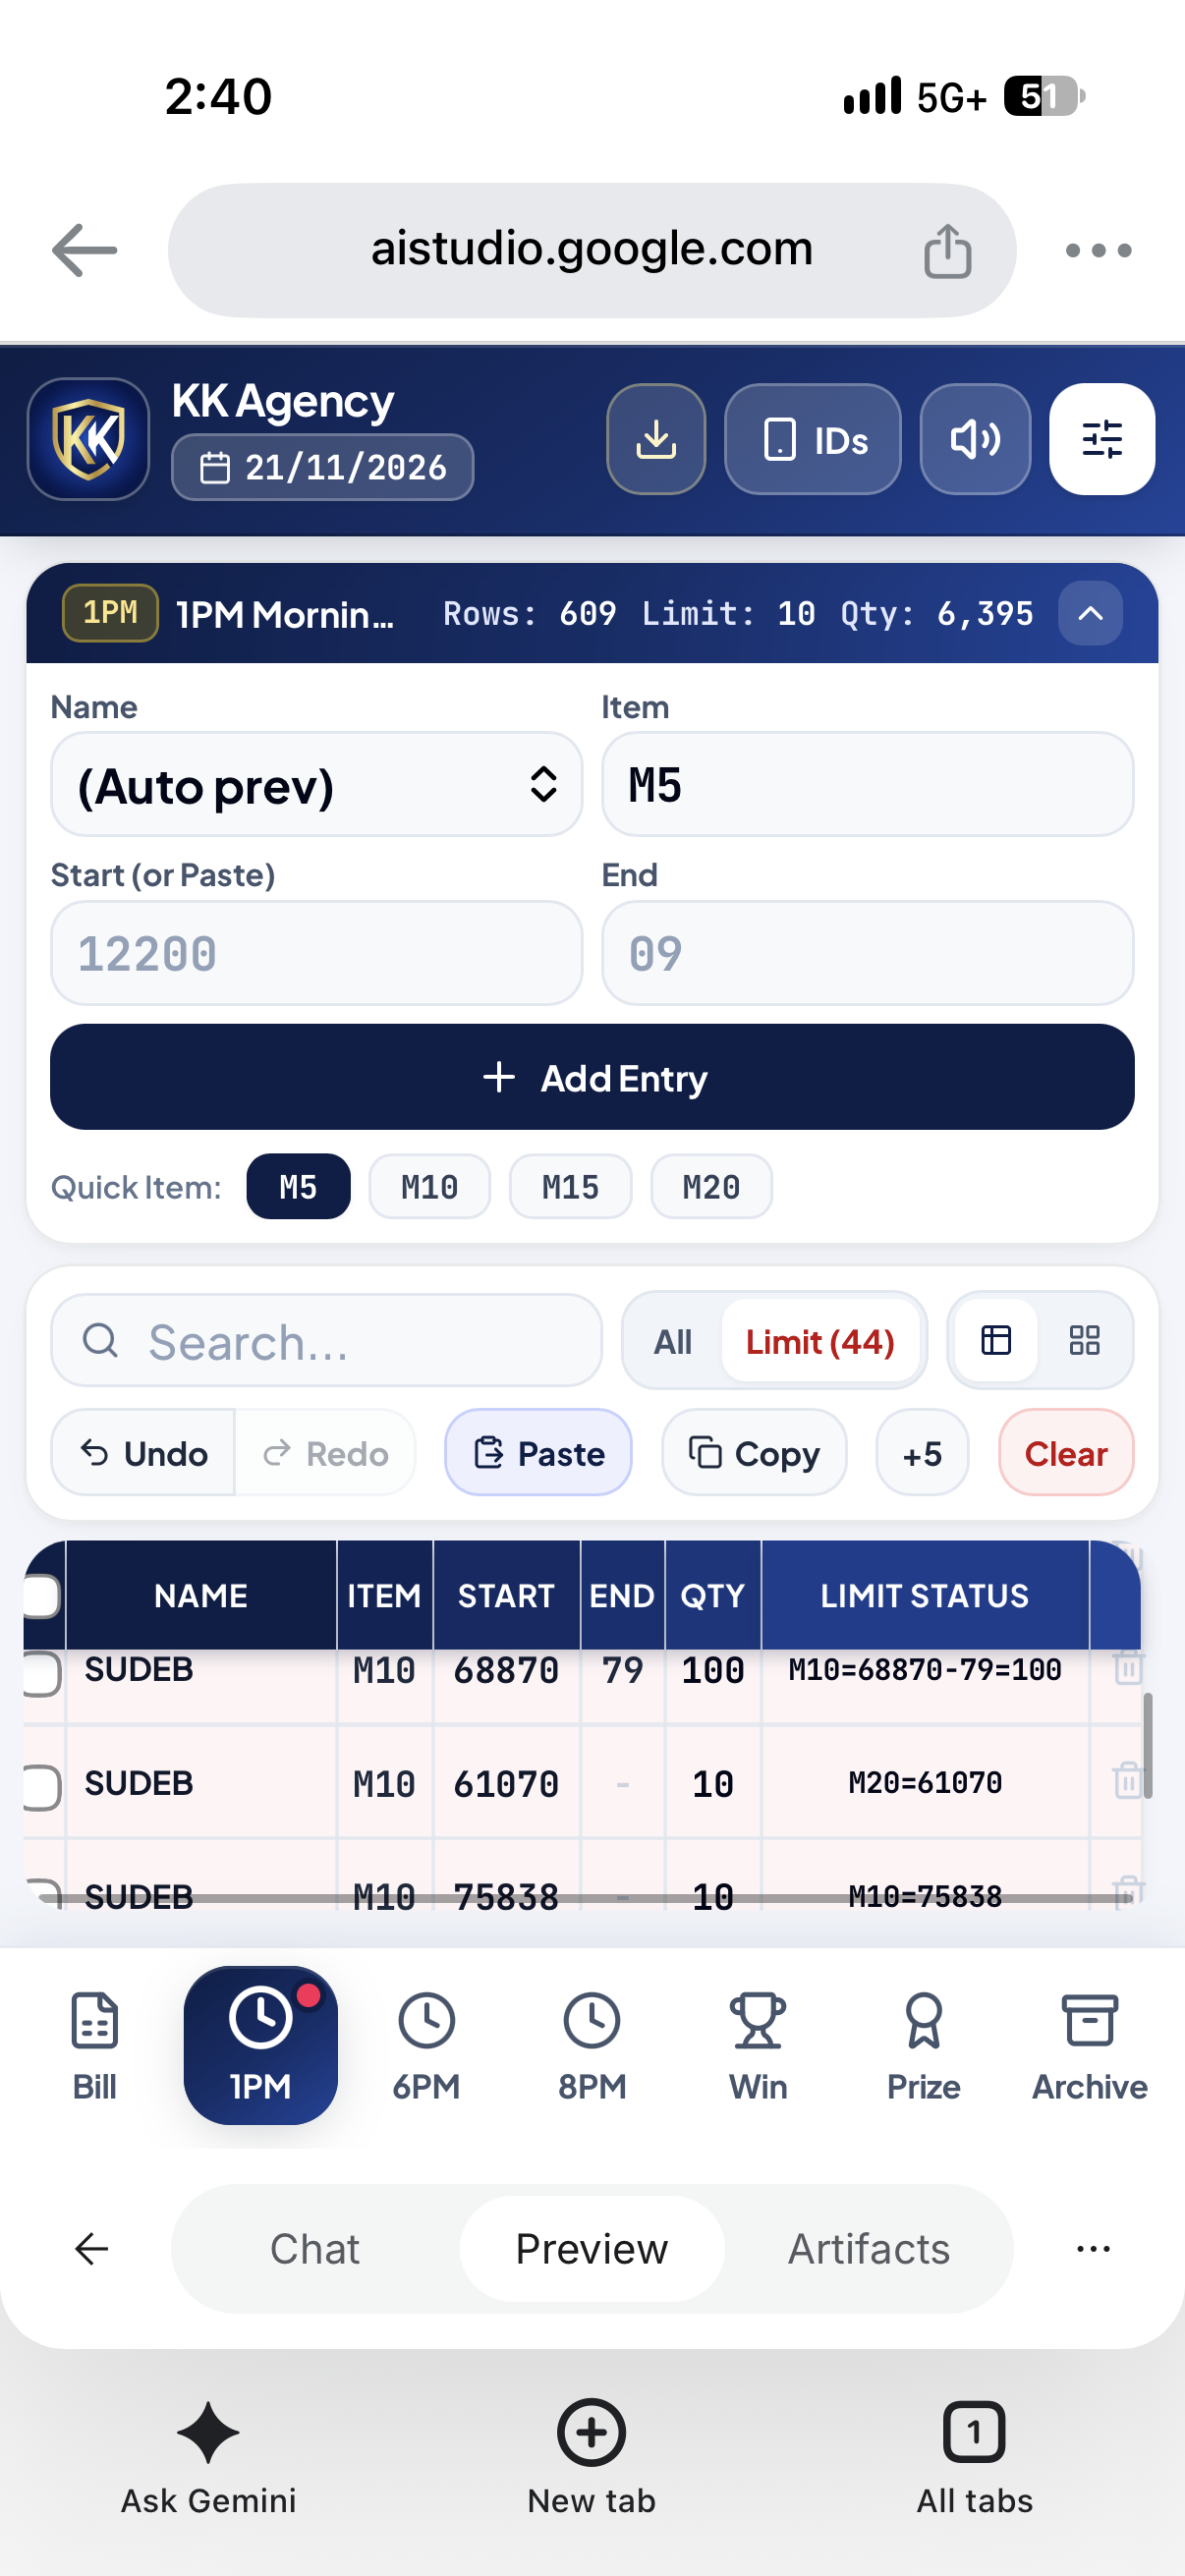 2:40
5G+
51
aistudio.google.com
KK
KK Agency
21/11/2026
IDs
1PM
1PM Mornin...
Rows: 609 Limit: 10 Qty: 6,395
Name
Item
(Auto prev)
M5
Start (or Paste)
End
12200
09
+ Add Entry
Quick Item: M5 M10 M15 M20
Search...
All Limit (44)
Undo Redo Paste Copy +5 Clear
NAME ITEM START END QTY LIMIT STATUS
SUDEB M10 68870 79 100 M10=68870-79=100
SUDEB M10 61070 - 10 M20=61070
SUDEB M10 75838 - 10 M10=75838
Bill 1PM 6PM 8PM Win Prize Archive
Chat Preview Artifacts
1
Ask Gemini New tab All tabs